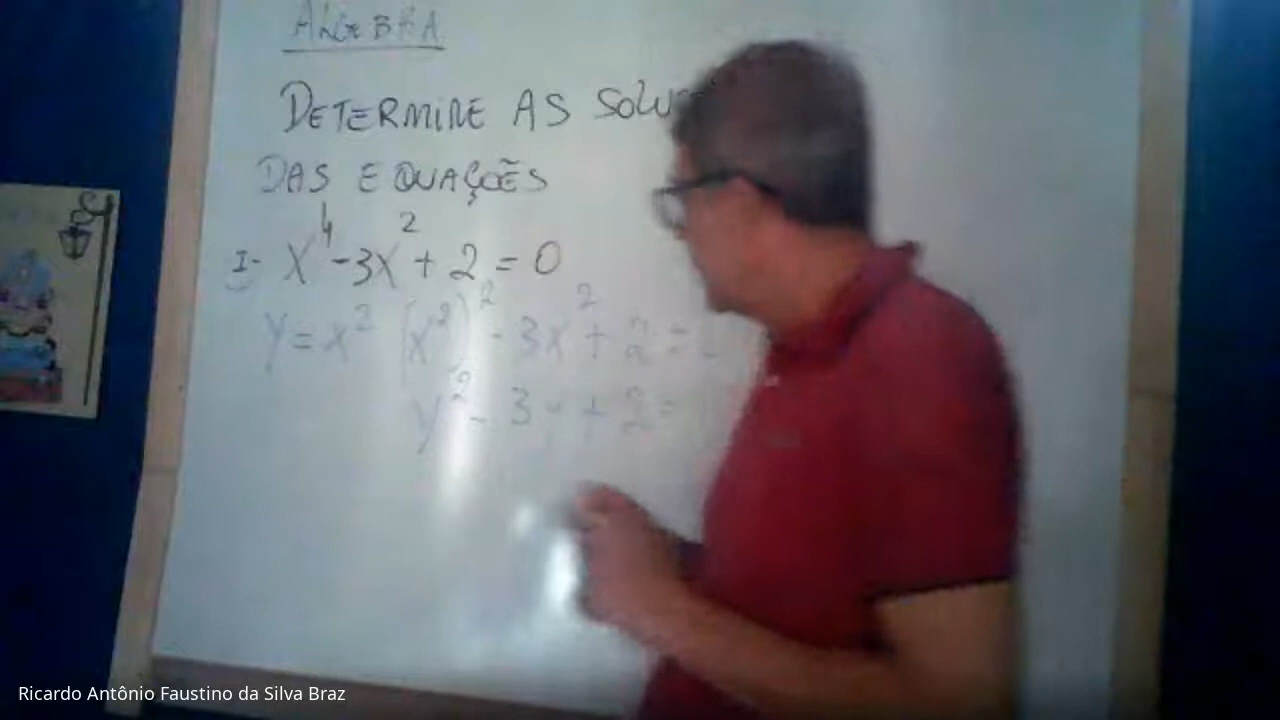 ALGEBRA
DETERMINE AS
DAS EQUAÇÕES
I- x⁴-3x²+2=0
y=x² (x²)²-3x²+2=
y²-3y+2=
Ricardo Antônio Faustino da Silva Braz